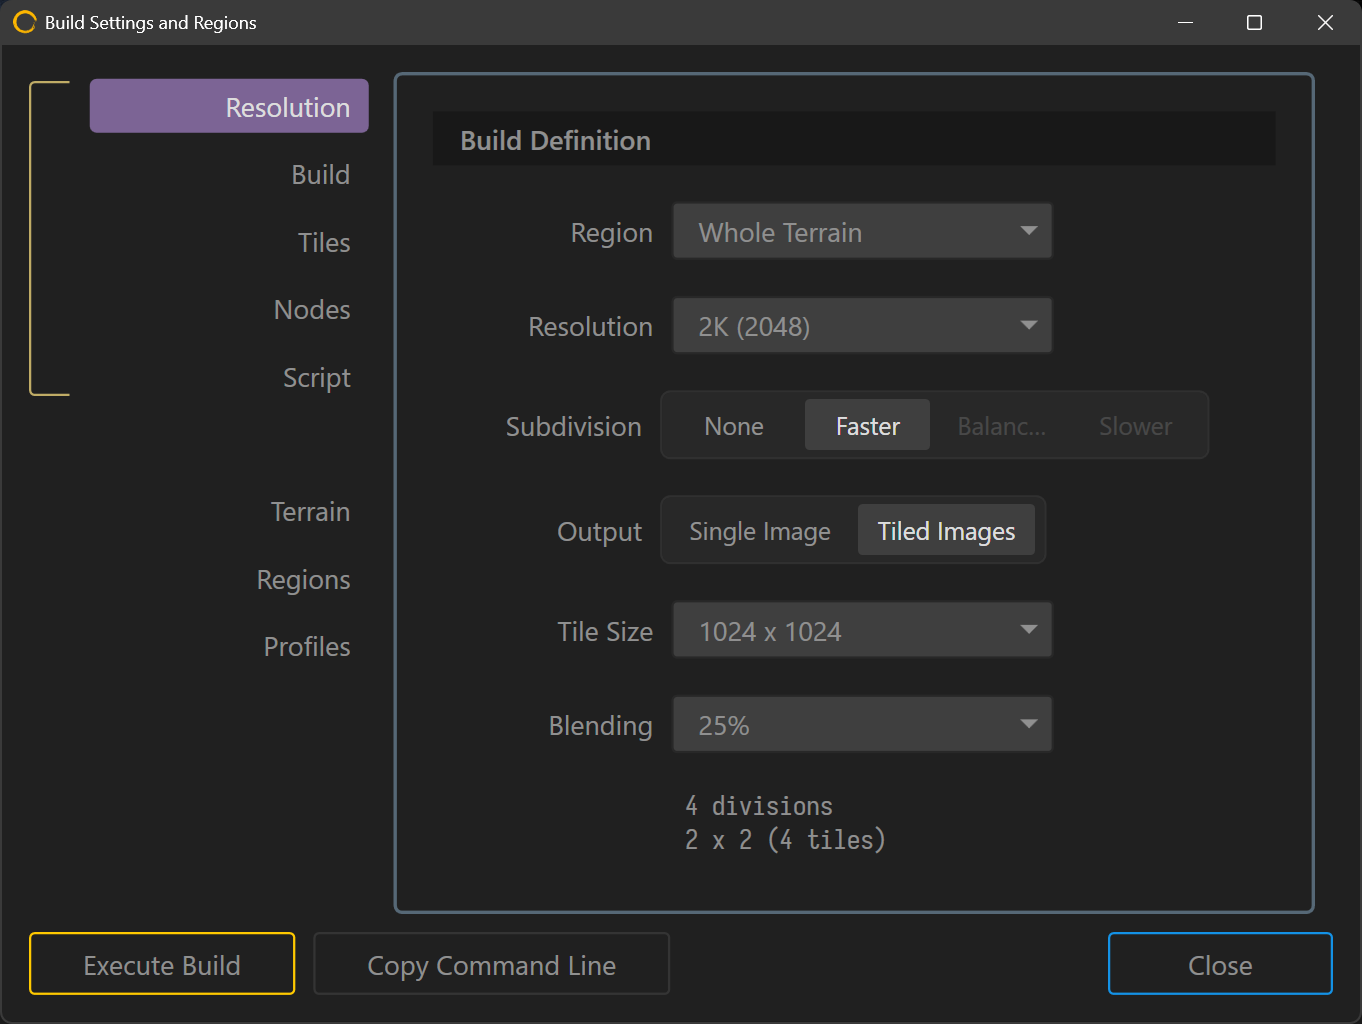 Build Settings and Regions
Resolution
Build
Tiles
Nodes
Script
Terrain
Regions
Profiles
Build Definition
Region Whole Terrain
Resolution 2K (2048)
Subdivision None Faster Balanc... Slower
Output Single Image Tiled Images
Tile Size 1024 x 1024
Blending 25%
4 divisions
2 x 2 (4 tiles)
Execute Build Copy Command Line Close